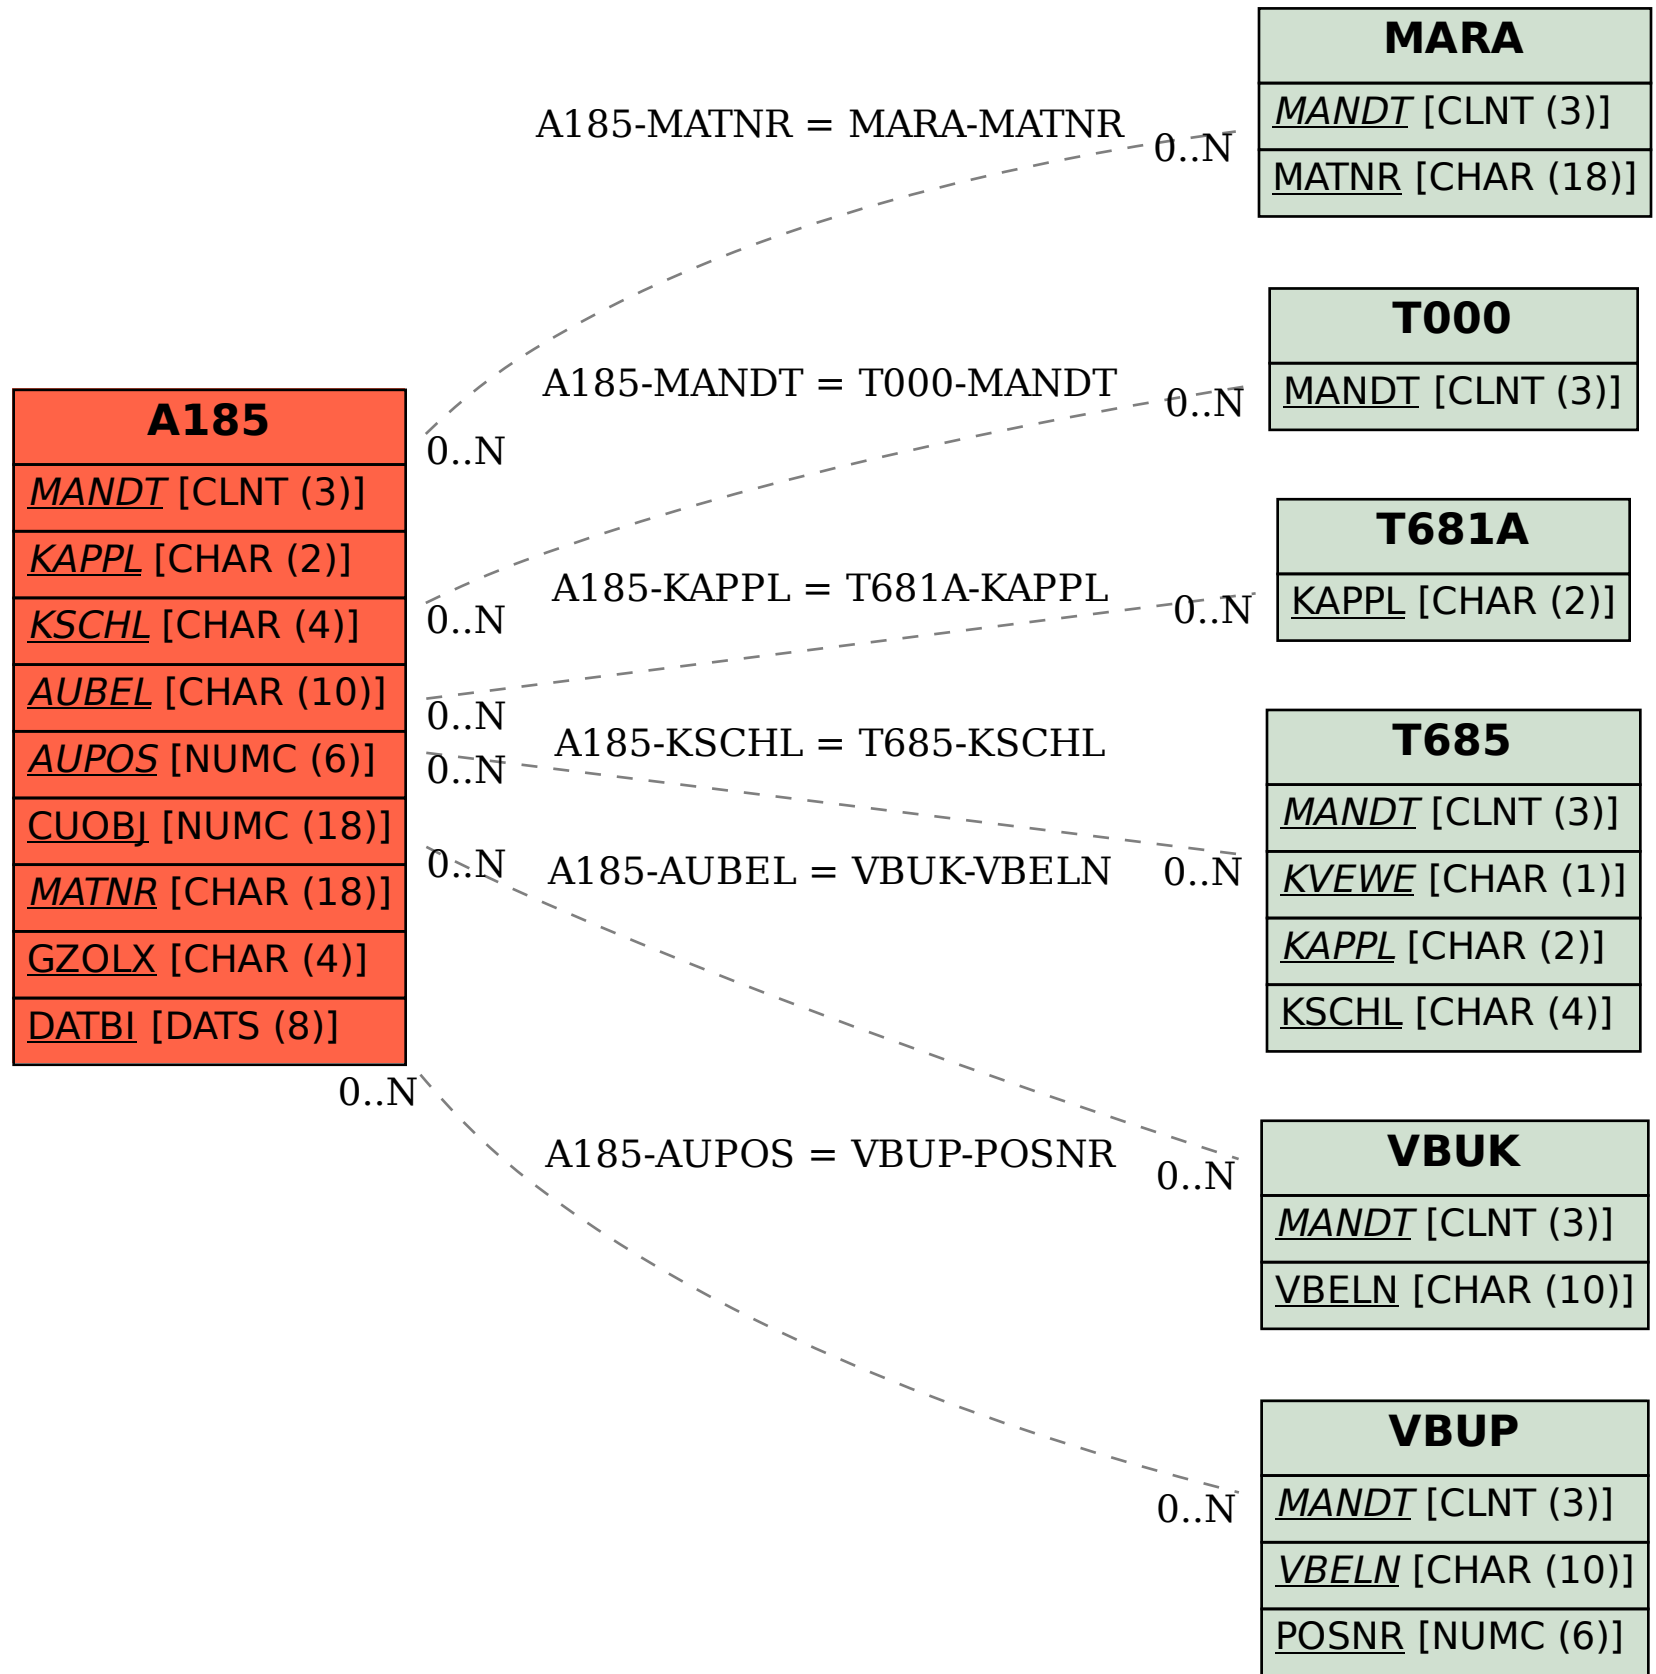 A185
MANDT [CLNT (3)]
KAPPL [CHAR (2)]
KSCHL [CHAR (4)]
AUBEL [CHAR (10)]
AUPOS [NUMC (6)]
CUOBJ [NUMC (18)]
MATNR [CHAR (18)]
GZOLX [CHAR (4)]
DATBI [DATS (8)]
A185-MATNR = MARA-MATNR
0..N
0..N
A185-MANDT = T000-MANDT
0..N
0..N
A185-KAPPL = T681A-KAPPL
0..N
0..N
A185-KSCHL = T685-KSCHL
0..N
0..N
A185-AUBEL = VBUK-VBELN
0..N
0..N
A185-AUPOS = VBUP-POSNR
0..N
0..N
MARA
MANDT [CLNT (3)]
MATNR [CHAR (18)]
T000
MANDT [CLNT (3)]
T681A
KAPPL [CHAR (2)]
T685
MANDT [CLNT (3)]
KVEWE [CHAR (1)]
KAPPL [CHAR (2)]
KSCHL [CHAR (4)]
VBUK
MANDT [CLNT (3)]
VBELN [CHAR (10)]
VBUP
MANDT [CLNT (3)]
VBELN [CHAR (10)]
POSNR [NUMC (6)]